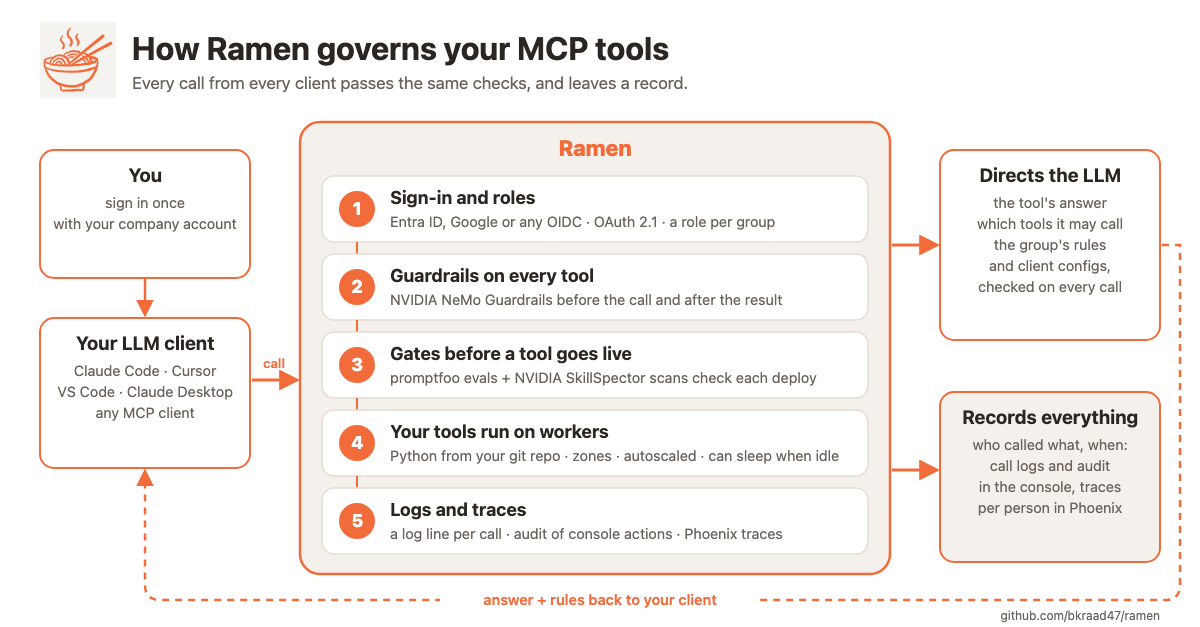 How Ramen governs your MCP tools
Every call from every client passes the same checks, and leaves a record.
You
sign in once
with your company account
Your LLM client
Claude Code · Cursor
VS Code · Claude Desktop
any MCP client
call
Ramen
1
Sign-in and roles
Entra ID, Google or any OIDC · OAuth 2.1 · a role per group
2
Guardrails on every tool
NVIDIA NeMo Guardrails before the call and after the result
3
Gates before a tool goes live
promptfoo evals + NVIDIA SkillSpector scans check each deploy
4
Your tools run on workers
Python from your git repo · zones · autoscaled · can sleep when idle
5
Logs and traces
a log line per call · audit of console actions · Phoenix traces
Directs the LLM
the tool's answer
which tools it may call
the group's rules
and client configs,
checked on every call
Records everything
who called what, when:
call logs and audit
in the console, traces
per person in Phoenix
answer + rules back to your client
github.com/bkraad47/ramen